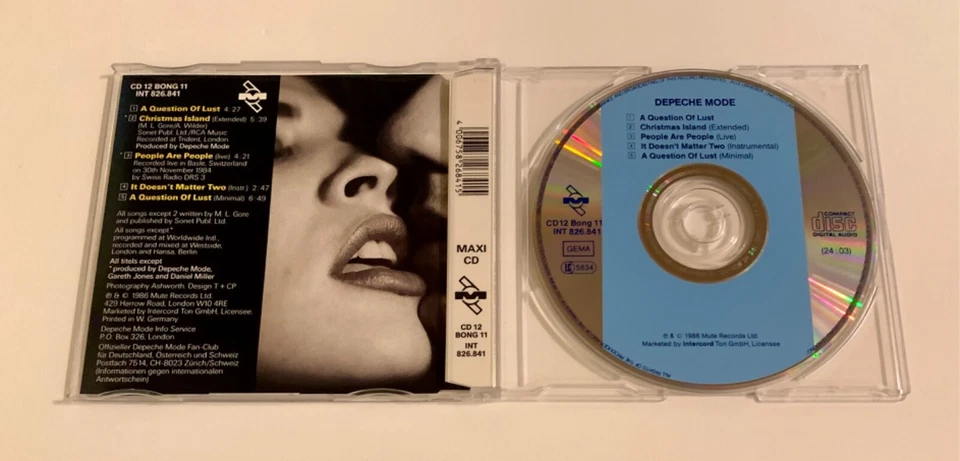 CD 12 BONG 11
INT 826.841
1 A Question Of Lust 4:27
*2 Christmas Island (Extended) 5:39
(M. L. Gore/A. Wilder)
Sonet Publ. Ltd./RCA Music
Recorded at Trident, London
Produced by Depeche Mode
*3 People Are People (live) 4:21
Recorded live in Basle, Switzerland
on 30th November 1984
by Swiss Radio DRS 3
4 It Doesn't Matter Two (Instr.) 2:47
5 A Question Of Lust (Minimal) 6:49
All songs except 2 written by M. L. Gore
and published by Sonet Publ. Ltd.
All songs except*
programmed at Worldwide Intl.,
recorded and mixed at Westside,
London and Hansa, Berlin
All titels except
*produced by Depeche Mode,
Gareth Jones and Daniel Miller
Photography Ashworth. Design T + CP
℗ & © 1986 Mute Records Ltd.
429 Harrow Road, London W10 4RE
Marketed by Intercord Ton GmbH, Licensee.
Printed in W. Germany
Depeche Mode Info Service
P.O. Box 326, London
Offizieller Depeche Mode Fan-Club
für Deutschland, Österreich und Schweiz
Postfach 7514, CH-8023 Zürich/Schweiz
(Informationen gegen internationalen
Antwortschein)
4 006758 268415
MAXI
CD
CD 12
BONG 11
INT
826.841
DEPECHE MODE
1 A Question Of Lust
2 Christmas Island (Extended)
3 People Are People (Live)
4 It Doesn't Matter Two (Instrumental)
5 A Question Of Lust (Minimal)
CD 12 Bong 11
INT 826.841
GEMA
LC 5834
COMPACT
disc
DIGITAL AUDIO
(24:03)
℗ & © 1986 Mute Records Ltd.
Marketed by Intercord Ton GmbH, Licensee